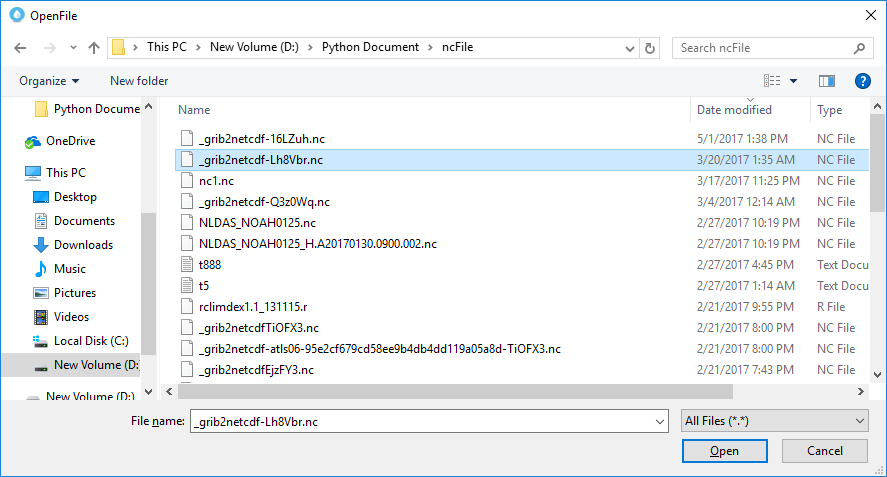 OpenFile
This PC > New Volume (D:) > Python Document > ncFile
Search ncFile
Organize New folder
Python Docume
OneDrive
This PC
Desktop
Documents
Downloads
Music
Pictures
Videos
Local Disk (C:)
New Volume (D:
New Volume (D:)
Name Date modified Type
_grib2netcdf-16LZuh.nc 5/1/2017 1:38 PM NC File
_grib2netcdf-Lh8Vbr.nc 3/20/2017 1:35 AM NC File
nc1.nc 3/17/2017 11:25 PM NC File
_grib2netcdf-Q3z0Wq.nc 3/4/2017 12:14 AM NC File
NLDAS_NOAH0125.nc 2/27/2017 10:19 PM NC File
NLDAS_NOAH0125_H.A20170130.0900.002.nc 2/27/2017 10:19 PM NC File
t888 2/27/2017 4:45 PM Text Docu
t5 2/27/2017 1:14 AM Text Docu
rclimdex1.1_131115.r 2/21/2017 9:55 PM R File
_grib2netcdfTiOFX3.nc 2/21/2017 8:00 PM NC File
_grib2netcdf-atls06-95e2cf679cd58ee9b4db4dd119a05a8d-TiOFX3.nc 2/21/2017 8:00 PM NC File
_grib2netcdfEjzFY3.nc 2/21/2017 7:43 PM NC File
File name: _grib2netcdf-Lh8Vbr.nc All Files (*.*)
Open Cancel